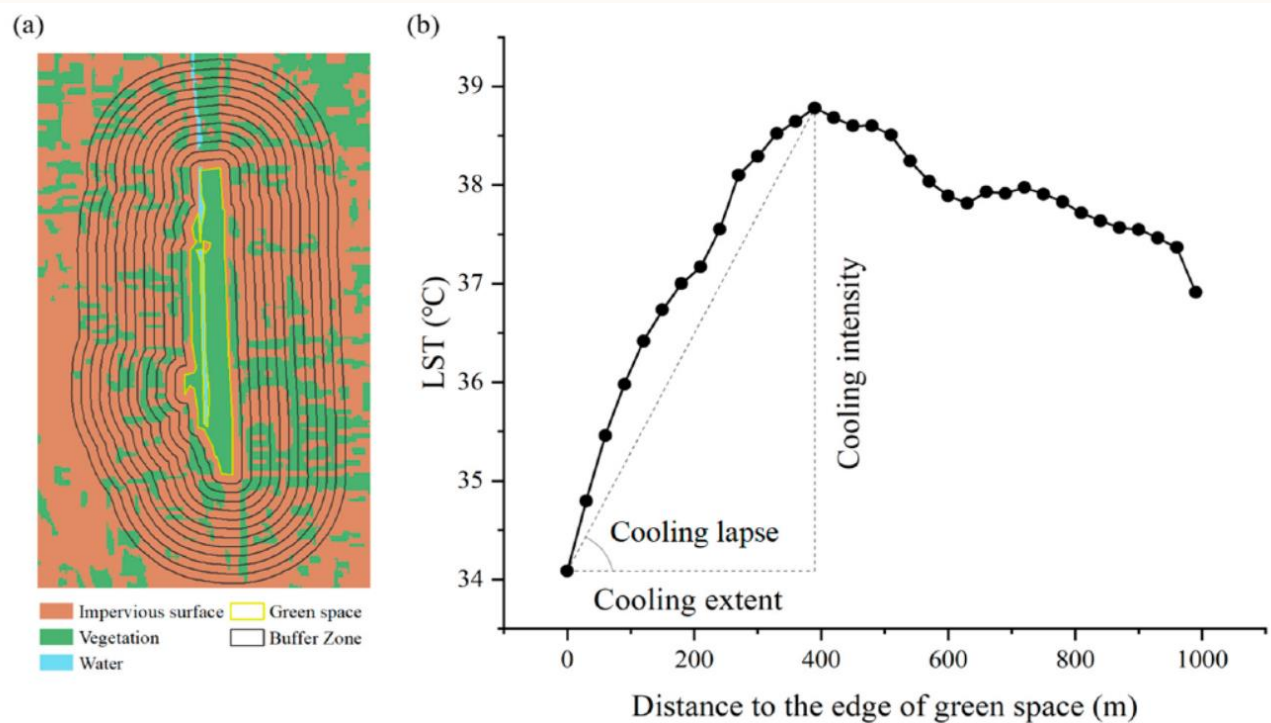 (a)
Impervious surface
Green space
Vegetation
Buffer Zone
Water
(b)
39
38
37
36
35
34
LST (℃)
Cooling intensity
Cooling lapse
Cooling extent
0
200
400
600
800
1000
Distance to the edge of green space (m)